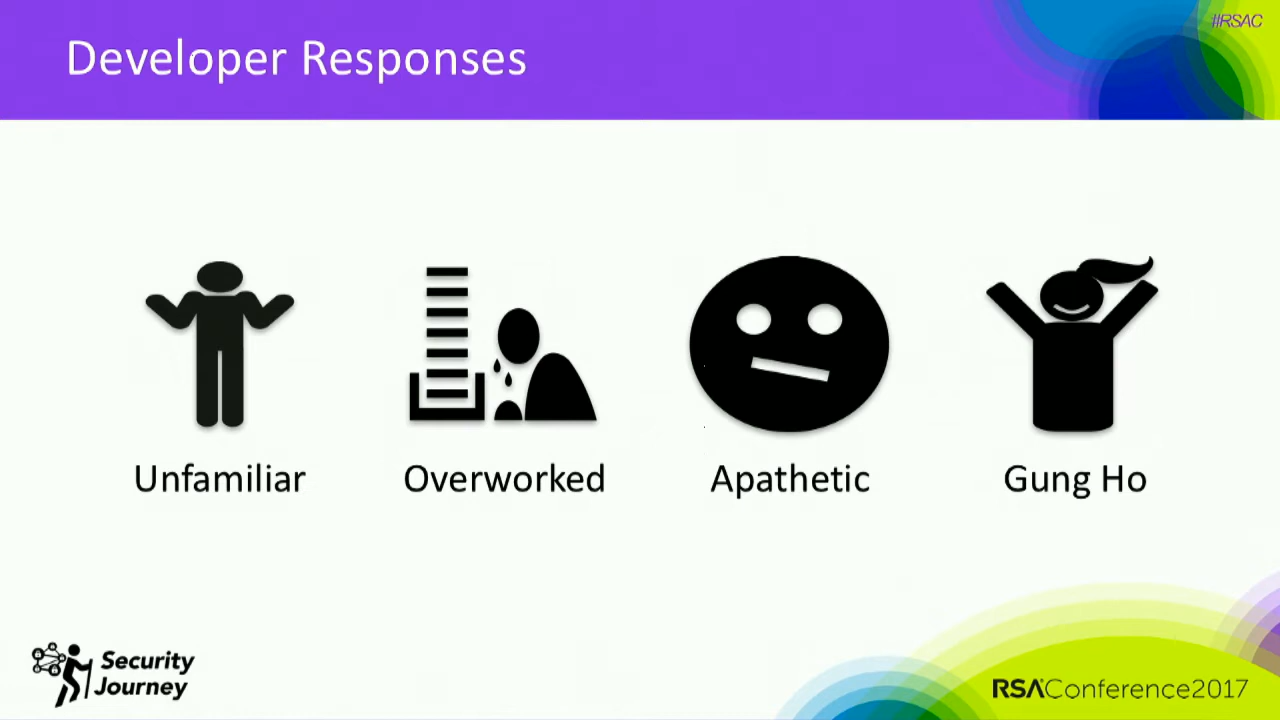 #RSAC
Developer Responses
Unfamiliar
Overworked
Apathetic
Gung Ho
Security
Journey
RSAConference2017